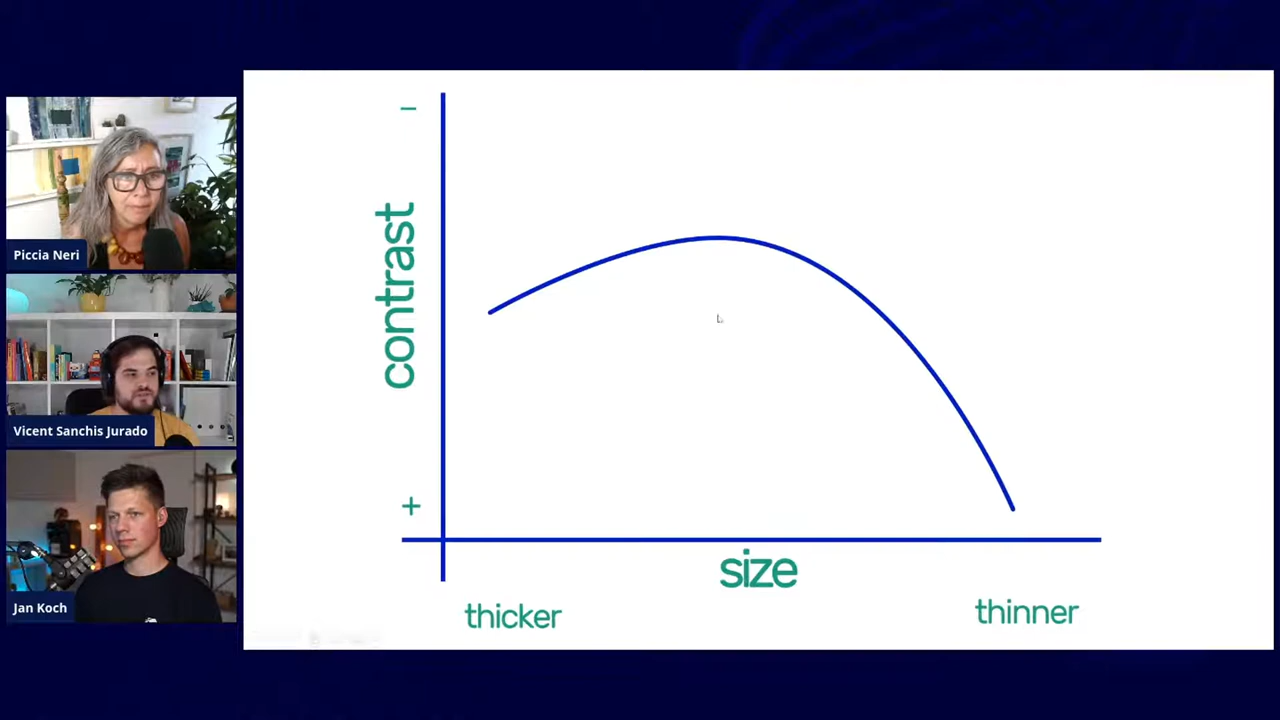 Piccia Neri
Vicent Sanchis Jurado
Jan Koch
–
contrast
+
size
thicker
thinner